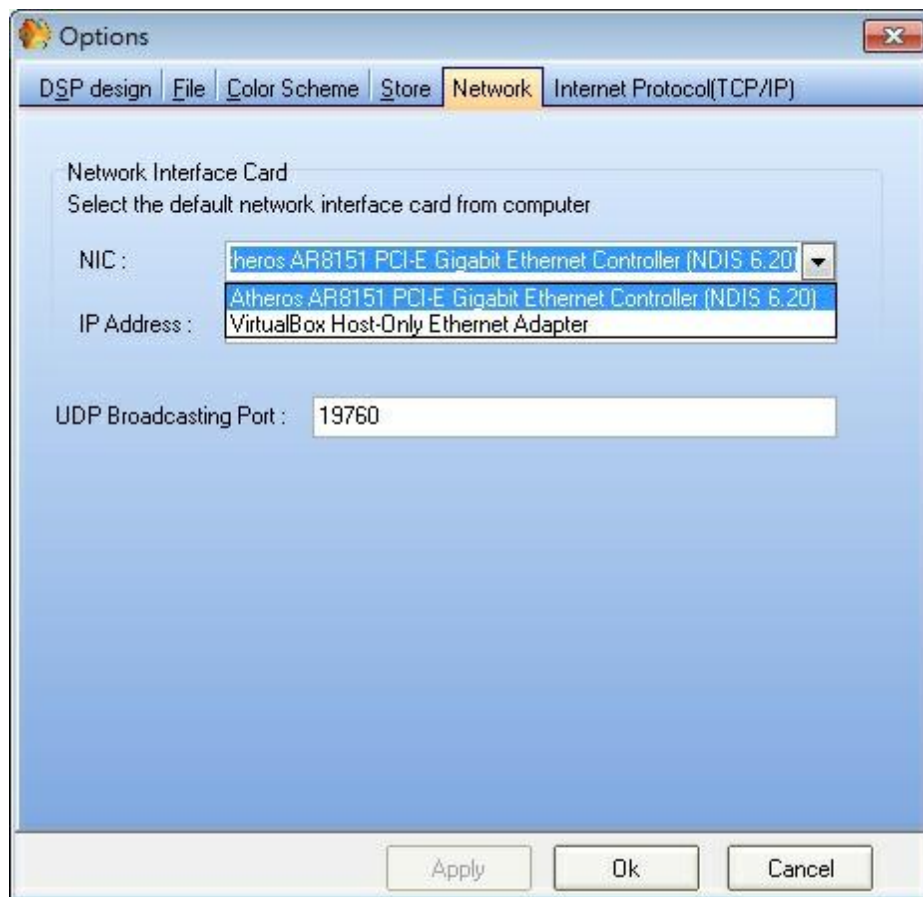 Options
DSP design File Color Scheme Store Network Internet Protocol(TCP/IP)
Network Interface Card
Select the default network interface card from computer
NIC : theros AR8151 PCI-E Gigabit Ethernet Controller (NDIS 6.20)
Atheros AR8151 PCI-E Gigabit Ethernet Controller (NDIS 6.20)
IP Address : VirtualBox Host-Only Ethernet Adapter
UDP Broadcasting Port : 19760
Apply Ok Cancel